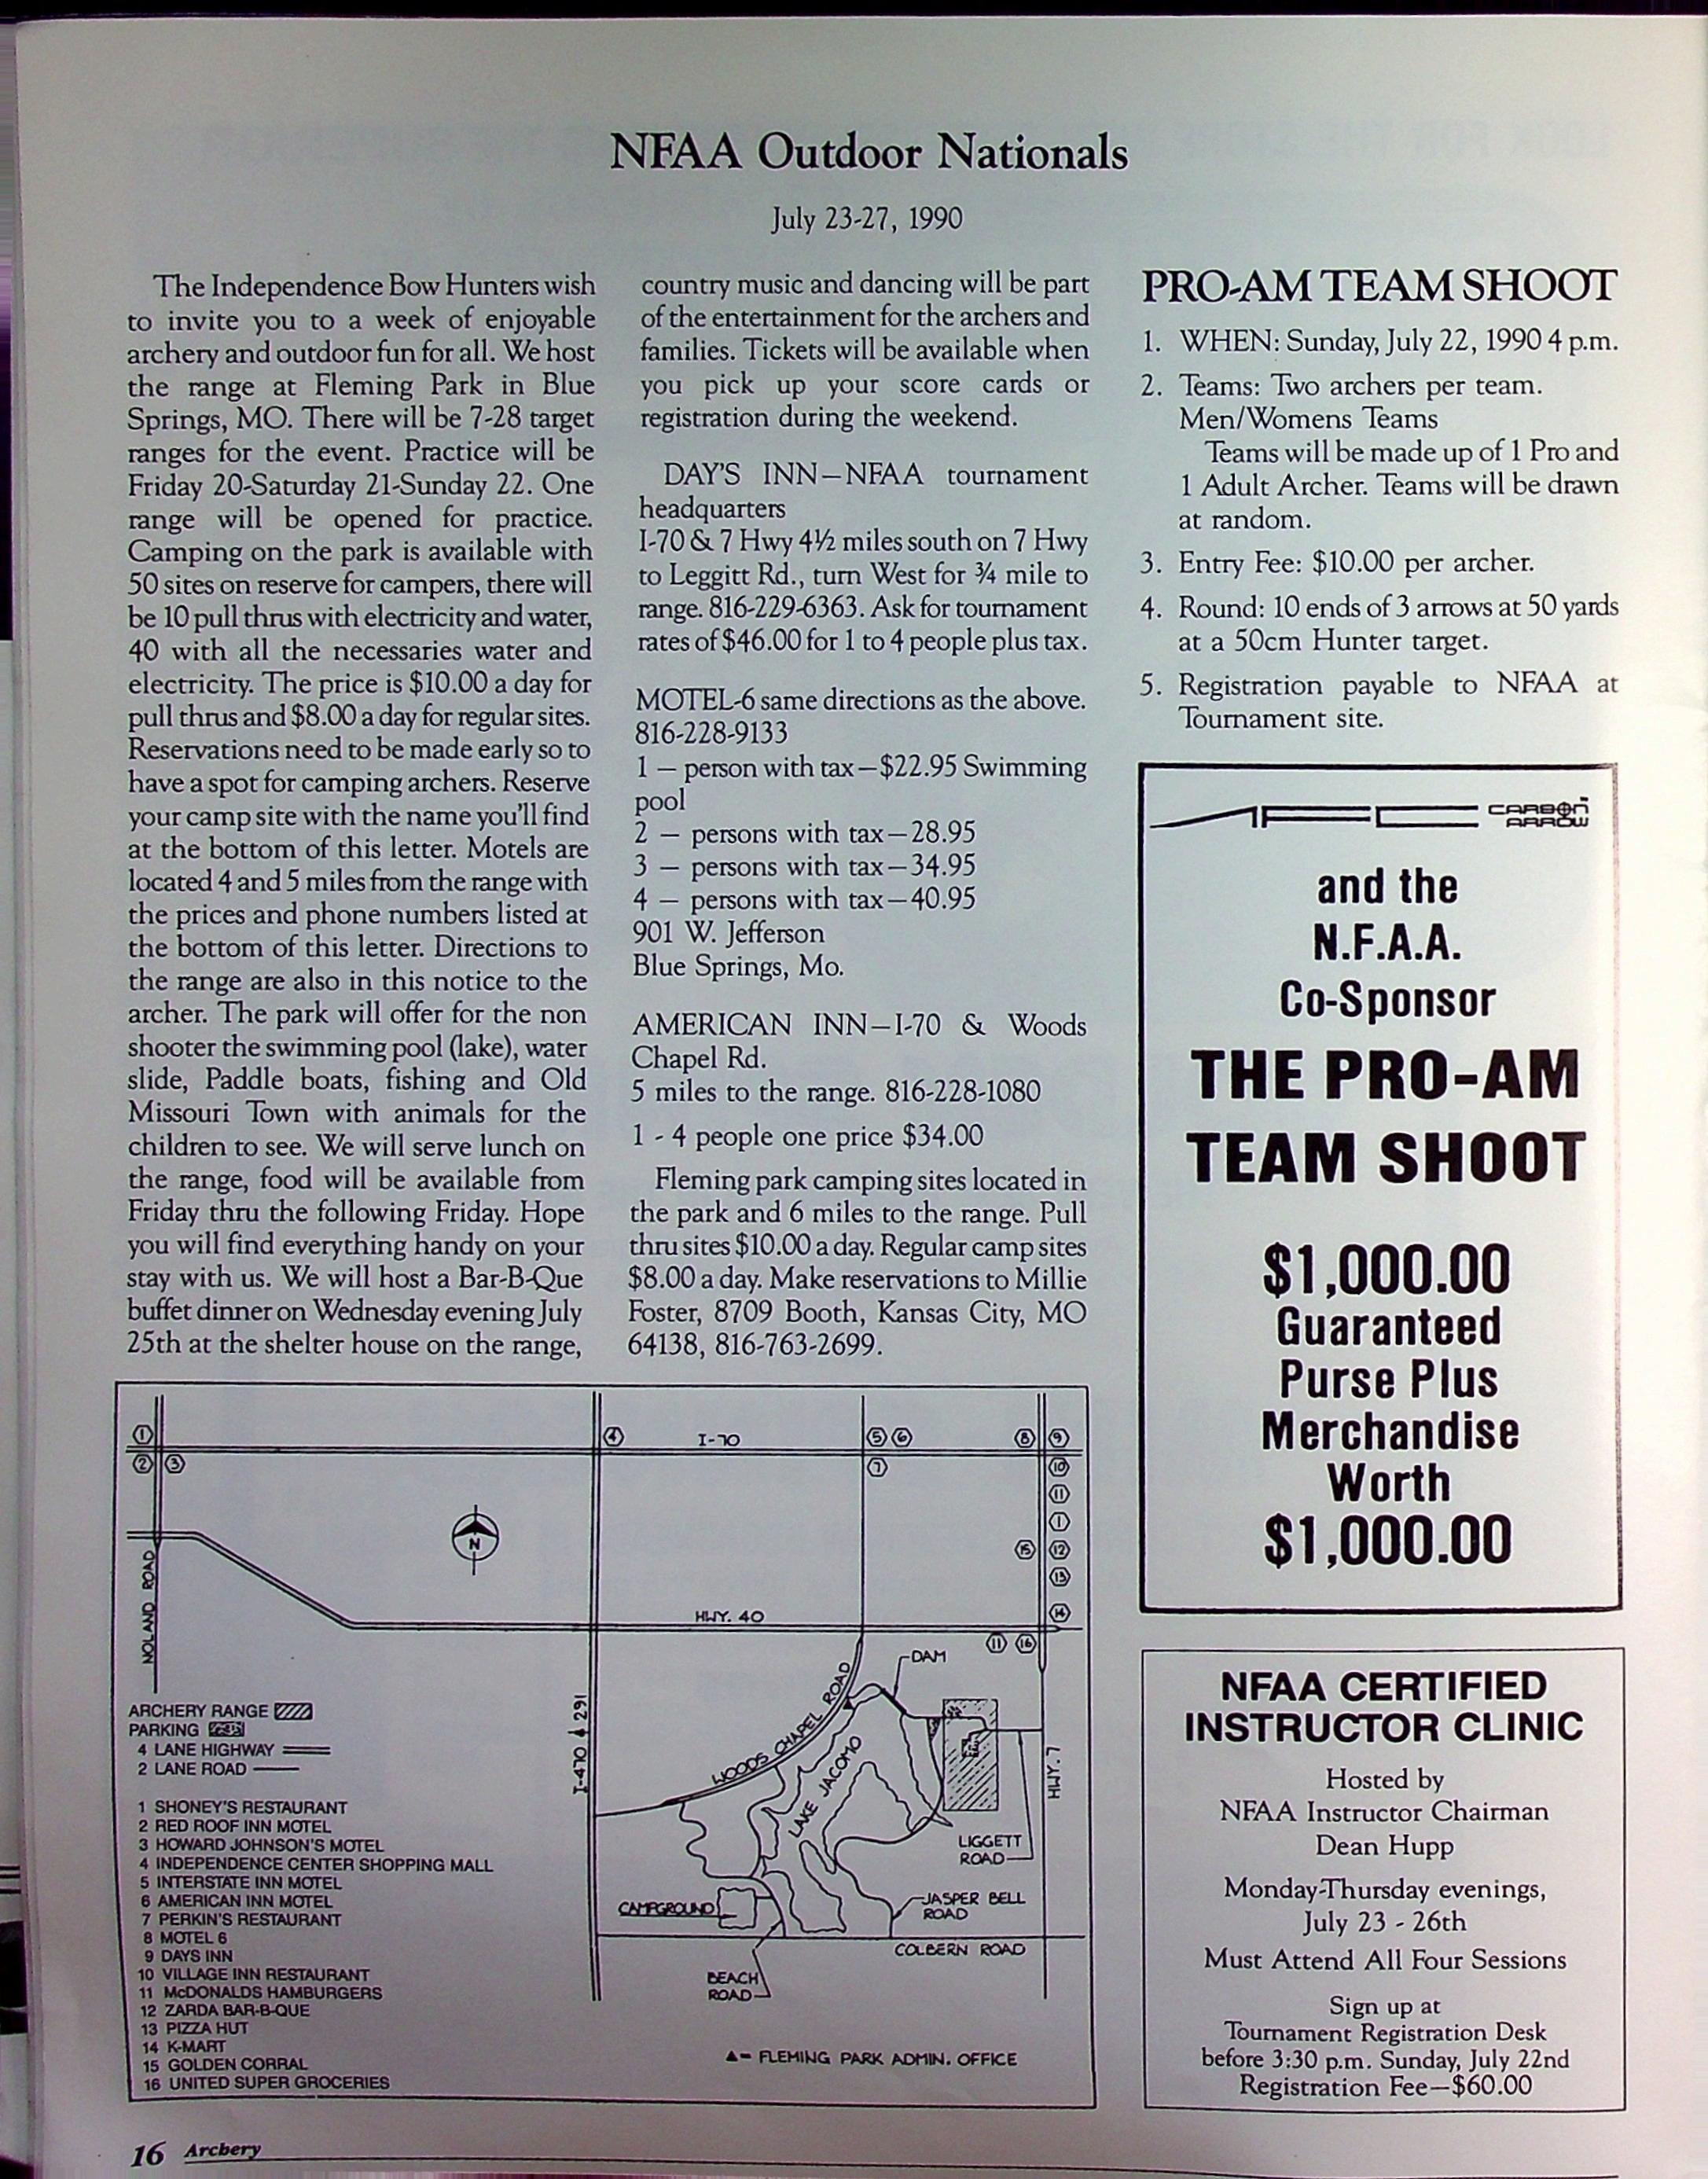 NFAA Outdoor Nationals
July 23-27, 1990
The Independence Bow Hunters wish
to invite you to a week of enjoyable
archery and outdoor fun for all. We host
the range at Fleming Park in Blue
Springs, MO. There will be 7-28 target
ranges for the event. Practice will be
Friday 20-Saturday 21-Sunday 22. One
range will be opened for practice.
Camping on the park is available with
50 sites on reserve for campers, there will
be 10 pull thrus with electricity and water,
40 with all the necessaries water and
electricity. The price is $10.00 a day for
pull thrus and $8.00 a day for regular sites.
Reservations need to be made early so to
have a spot for camping archers. Reserve
your camp site with the name you'll find
at the bottom of this letter. Motels are
located 4 and 5 miles from the range with
the prices and phone numbers listed at
the bottom of this letter. Directions to
the range are also in this notice to the
archer. The park will offer for the non
shooter the swimming pool (lake), water
slide, Paddle boats, fishing and Old
Missouri Town with animals for the
children to see. We will serve lunch on
the range, food will be available from
Friday thru the following Friday. Hope
you will find everything handy on your
stay with us. We will host a Bar-B-Que
buffet dinner on Wednesday evening July
25th at the shelter house on the range,
country music and dancing will be part
of the entertainment for the archers and
families. Tickets will be available when
you pick up your score cards or
registration during the weekend.
DAY'S INN—NFAA tournament
headquarters
I-70 & 7 Hwy 4½ miles south on 7 Hwy
to Leggitt Rd., turn West for ¾ mile to
range. 816-229-6363. Ask for tournament
rates of $46.00 for 1 to 4 people plus tax.
MOTEL-6 same directions as the above.
816-228-9133
1 — person with tax—$22.95 Swimming
pool
2 — persons with tax—28.95
3 — persons with tax—34.95
4 — persons with tax—40.95
901 W. Jefferson
Blue Springs, Mo.
AMERICAN INN—I-70 & Woods
Chapel Rd.
5 miles to the range. 816-228-1080
1 - 4 people one price $34.00
Fleming park camping sites located in
the park and 6 miles to the range. Pull
thru sites $10.00 a day. Regular camp sites
$8.00 a day. Make reservations to Millie
Foster, 8709 Booth, Kansas City, MO
64138, 816-763-2699.
PRO-AM TEAM SHOOT
1. WHEN: Sunday, July 22, 1990 4 p.m.
2. Teams: Two archers per team.
Men/Womens Teams
Teams will be made up of 1 Pro and
1 Adult Archer. Teams will be drawn
at random.
3. Entry Fee: $10.00 per archer.
4. Round: 10 ends of 3 arrows at 50 yards
at a 50cm Hunter target.
5. Registration payable to NFAA at
Tournament site.
AFC CARBON
ARROW
and the
N.F.A.A.
Co-Sponsor
THE PRO-AM
TEAM SHOOT
$1,000.00
Guaranteed
Purse Plus
Merchandise
Worth
$1,000.00
NFAA CERTIFIED
INSTRUCTOR CLINIC
Hosted by
NFAA Instructor Chairman
Dean Hupp
Monday-Thursday evenings,
July 23 - 26th
Must Attend All Four Sessions
Sign up at
Tournament Registration Desk
before 3:30 p.m. Sunday, July 22nd
Registration Fee—$60.00
1 4 I-70 5 6 8 9
2 3 7 10
11
1
15 12
13
N
NOLAND ROAD
HWY. 40
14
11 16
DAM
WOODS CHAPEL ROAD
LAKE JACOMO
I-470 291
HWY. 7
LIGGETT
ROAD
CAMPGROUND
JASPER BELL
ROAD
COLBERN ROAD
BEACH
ROAD
▲= FLEMING PARK ADMIN. OFFICE
ARCHERY RANGE
PARKING
4 LANE HIGHWAY
2 LANE ROAD
1 SHONEY'S RESTAURANT
2 RED ROOF INN MOTEL
3 HOWARD JOHNSON'S MOTEL
4 INDEPENDENCE CENTER SHOPPING MALL
5 INTERSTATE INN MOTEL
6 AMERICAN INN MOTEL
7 PERKIN'S RESTAURANT
8 MOTEL 6
9 DAYS INN
10 VILLAGE INN RESTAURANT
11 McDONALDS HAMBURGERS
12 ZARDA BAR-B-QUE
13 PIZZA HUT
14 K-MART
15 GOLDEN CORRAL
16 UNITED SUPER GROCERIES
16 Archery